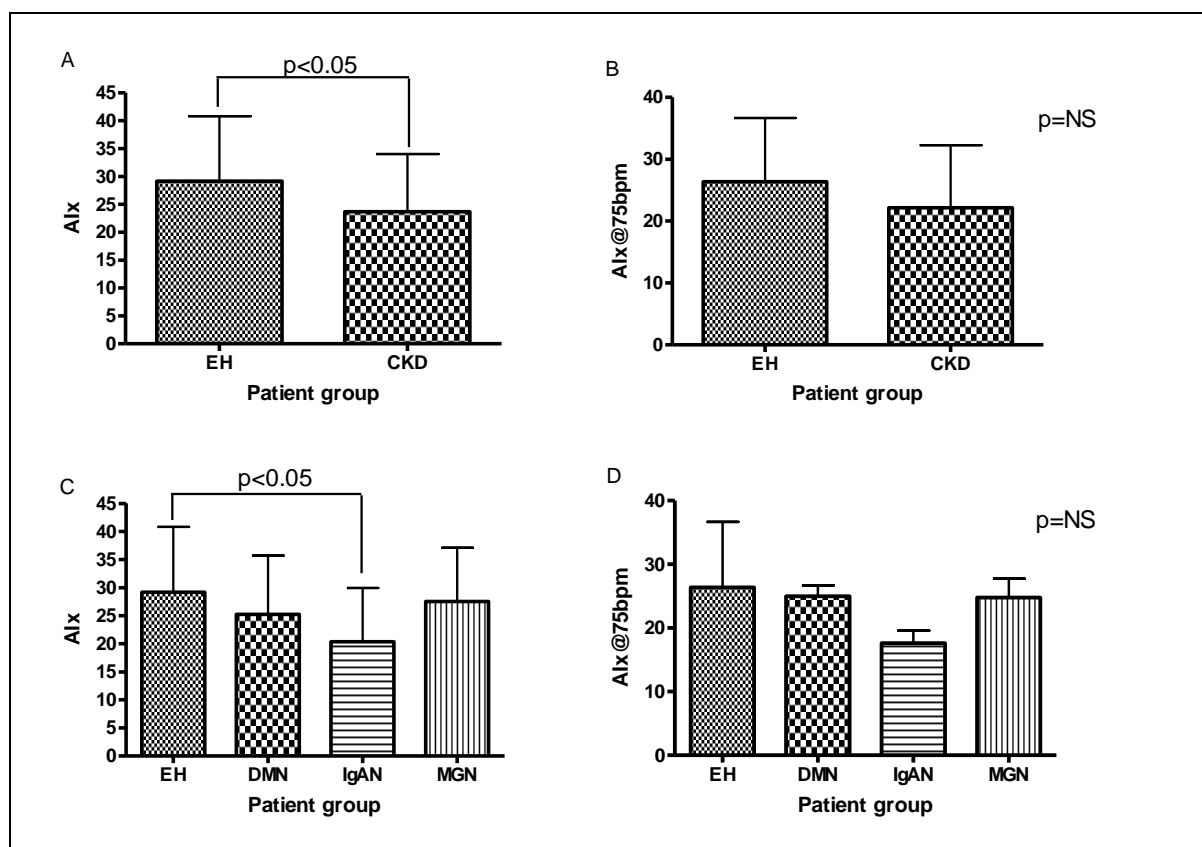 A
p<0.05
45
40
35
30
25
20
15
10
5
0
AIx
EH CKD
Patient group
B
p=NS
40
30
20
10
0
AIx@75bpm
EH CKD
Patient group
C
p<0.05
45
40
35
30
25
20
15
10
5
0
AIx
EH DMN IgAN MGN
Patient group
D
p=NS
40
30
20
10
0
AIx@75bpm
EH DMN IgAN MGN
Patient group